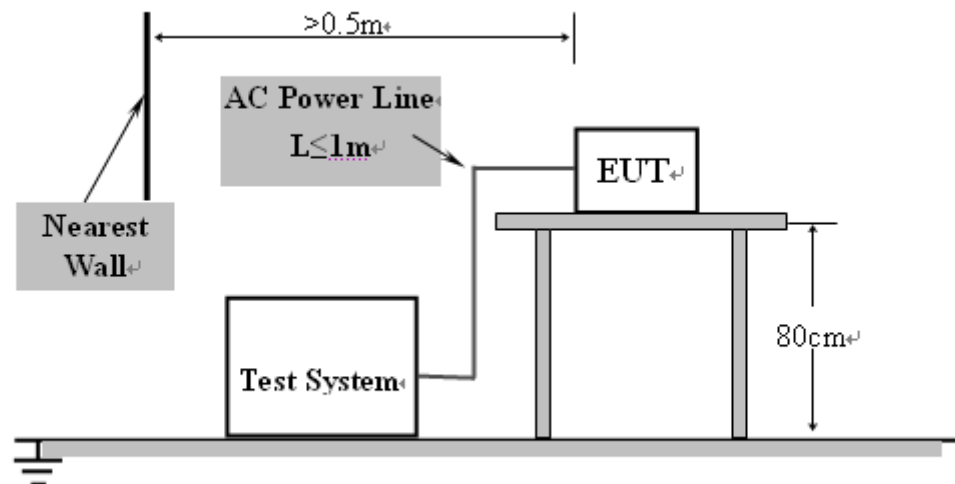 >0.5m
AC Power Line
L≤1m
EUT
Nearest
Wall
80cm
Test System